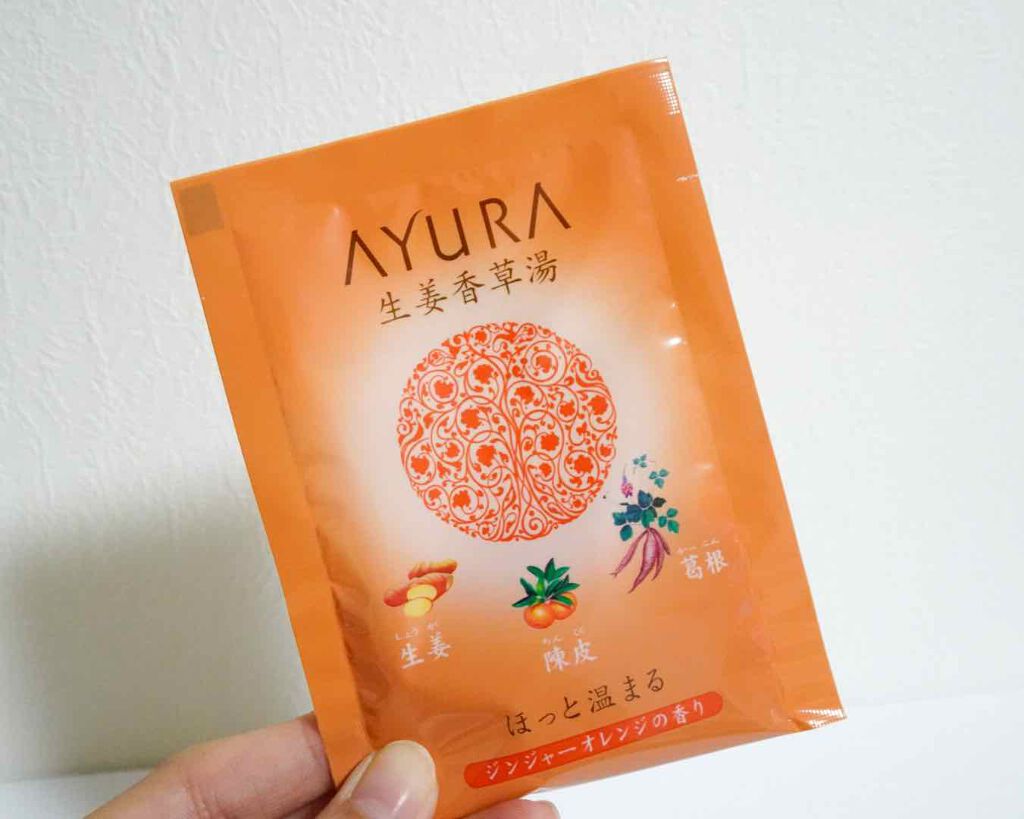 AYURA
生姜香草湯
かっこん
葛根
しょうが
生姜
ちんぴ
陳皮
ほっと温まる
ジンジャーオレンジの香り